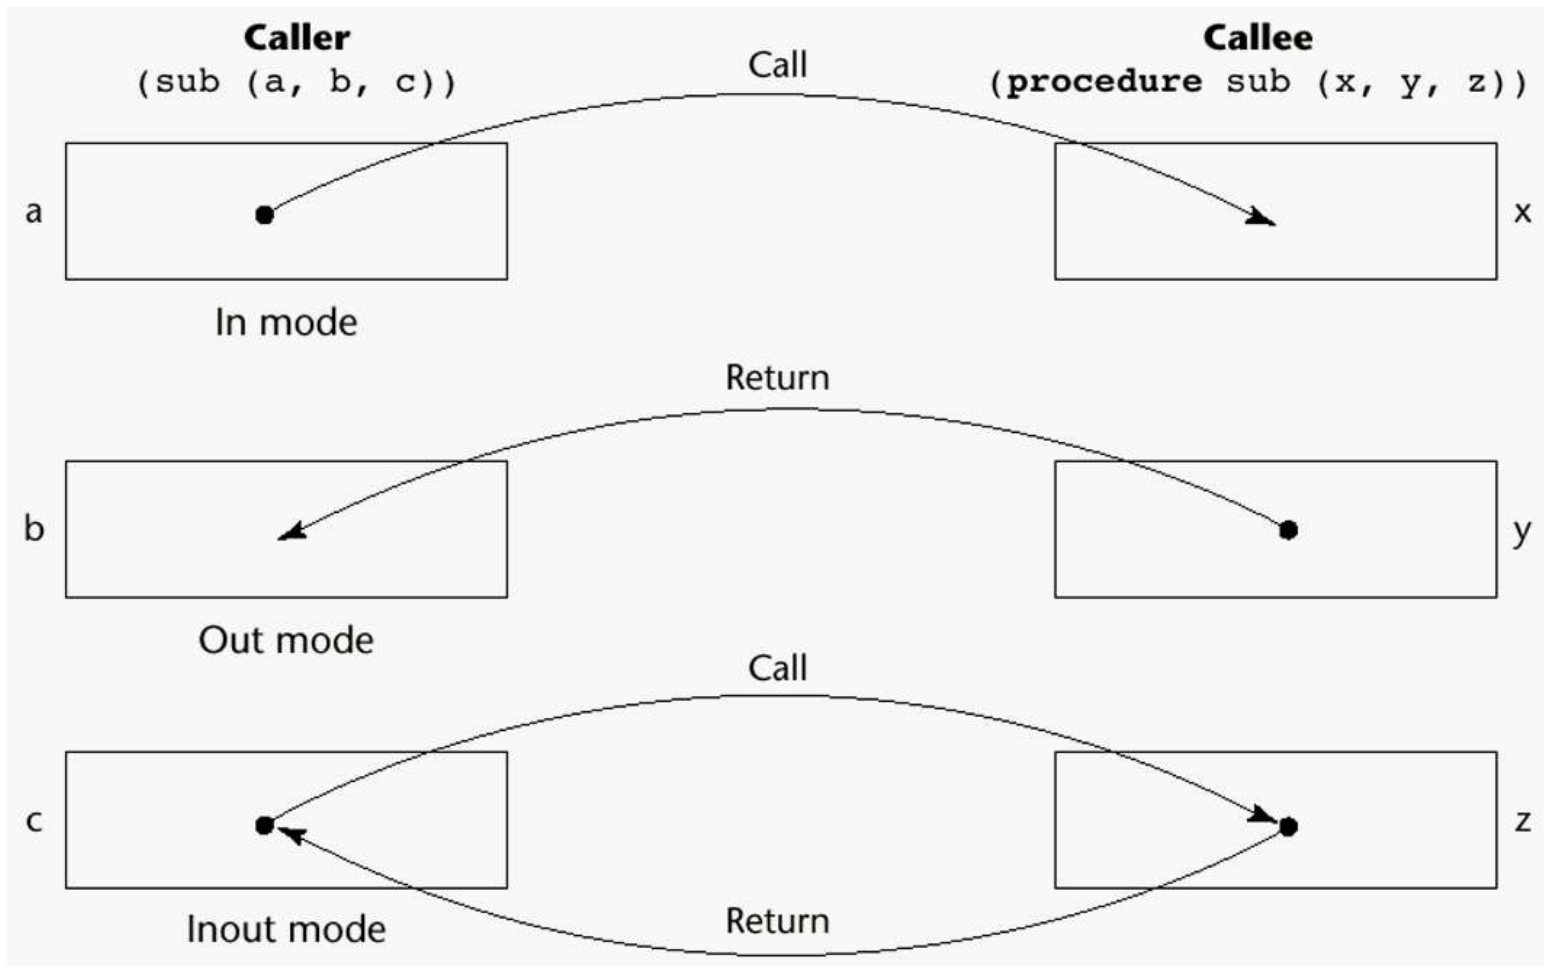 Caller
(sub (a, b, c))
Callee
(procedure sub (x, y, z))
Call
a
x
In mode
Return
b
y
Out mode
Call
c
z
Inout mode
Return